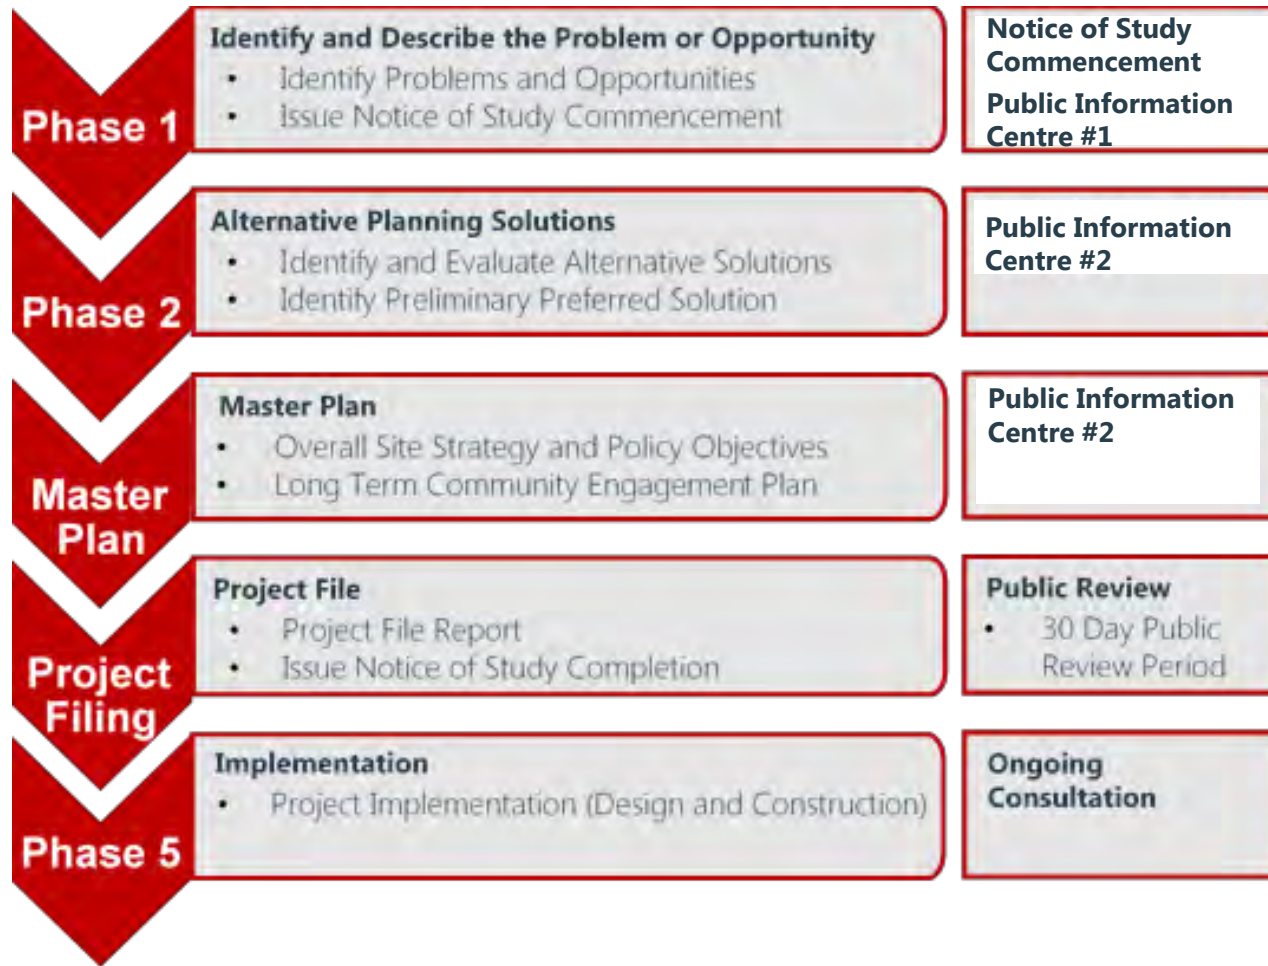 Phase 1
Identify and Describe the Problem or Opportunity
• Identify Problems and Opportunities
• Issue Notice of Study Commencement
Notice of Study
Commencement
Public Information
Centre #1
Phase 2
Alternative Planning Solutions
• Identify and Evaluate Alternative Solutions
• Identify Preliminary Preferred Solution
Public Information
Centre #2
Master
Plan
Master Plan
• Overall Site Strategy and Policy Objectives
• Long Term Community Engagement Plan
Public Information
Centre #2
Project
Filing
Project File
• Project File Report
• Issue Notice of Study Completion
Public Review
• 30 Day Public
Review Period
Phase 5
Implementation
• Project Implementation (Design and Construction)
Ongoing
Consultation